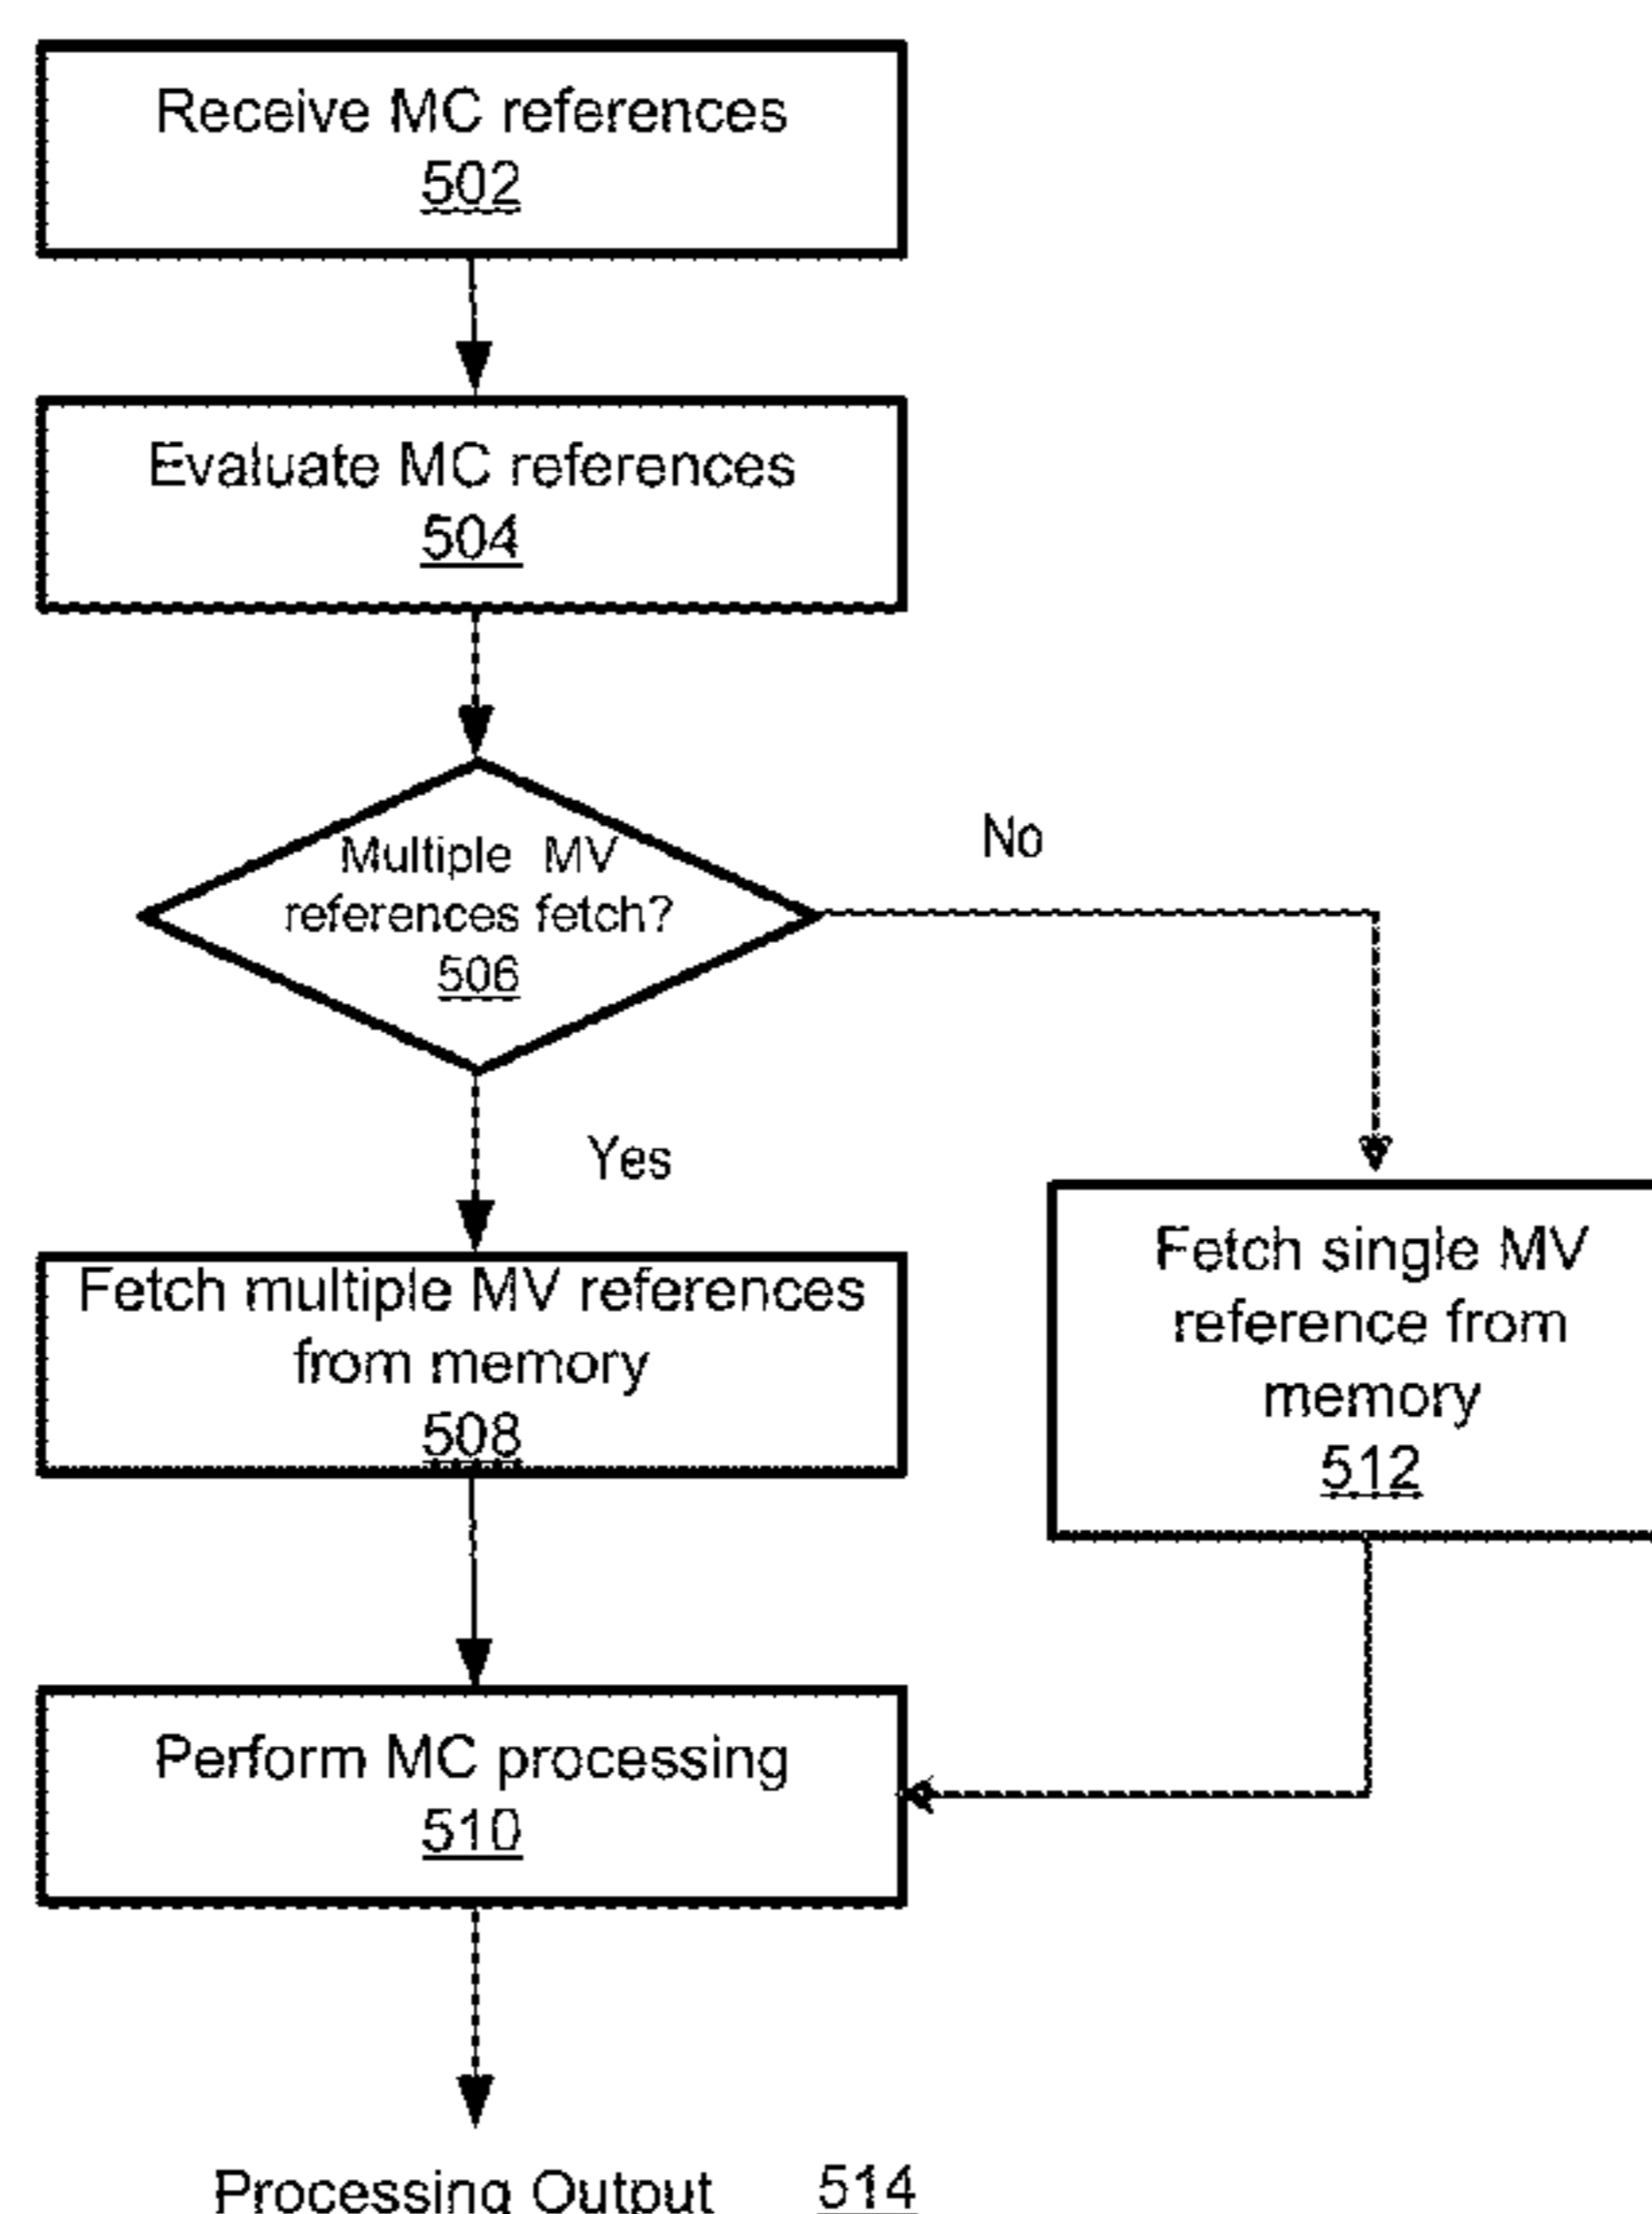 Receive MC references
502
Evaluate MC references
504
Multiple MV
references fetch?
506
No
Yes
Fetch multiple MV references
from memory
508
Fetch single MV
reference from
memory
512
Perform MC processing
510
Processing Output 514